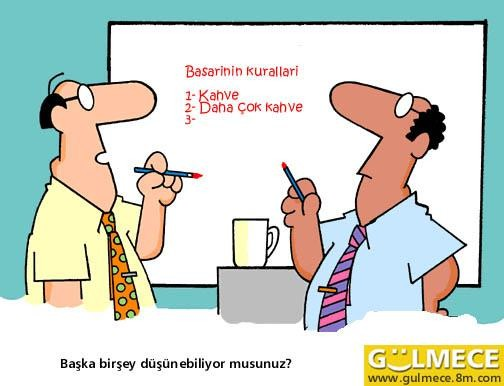 Basarinin kurallari
1- Kahve
2- Daha Çok kahve
3-
Başka birşey düşünebiliyor musunuz?
GÜLMECE
www.gulmece.8m.com